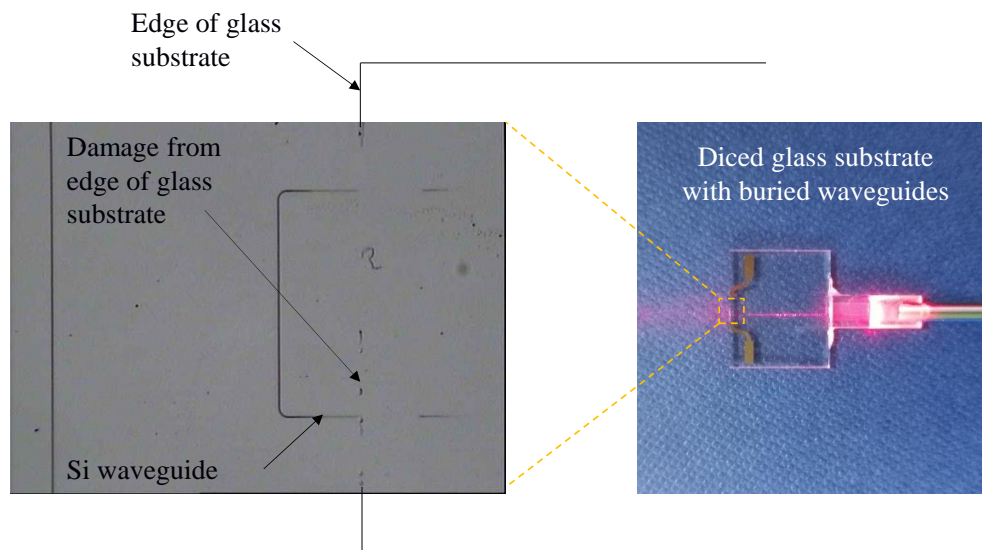 Edge of glass
substrate
Damage from
edge of glass
substrate
Si waveguide
Diced glass substrate
with buried waveguides